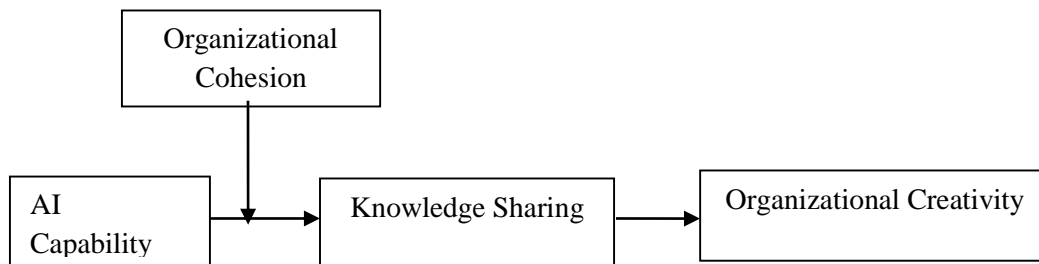 Organizational
Cohesion
AI
Capability
Knowledge Sharing
Organizational Creativity